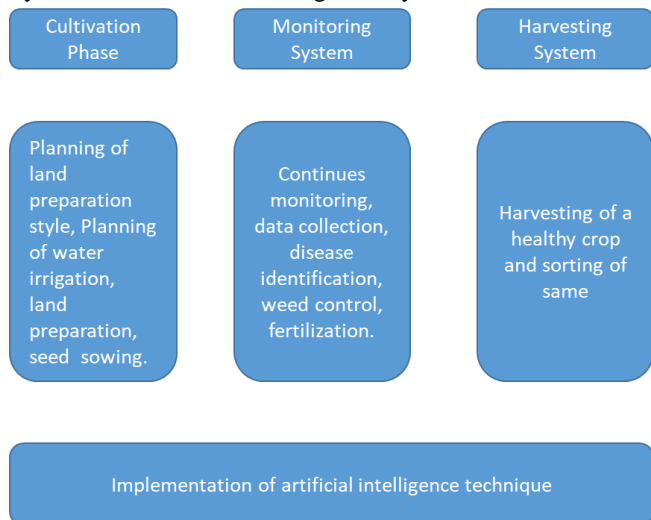 Cultivation
Phase
Monitoring
System
Harvesting
System
Planning of
land
preparation
style, Planning
of water
irrigation,
land
preparation,
seed sowing.
Continues
monitoring,
data collection,
disease
identification,
weed control,
fertilization.
Harvesting of a
healthy crop
and sorting of
same
Implementation of artificial intelligence technique